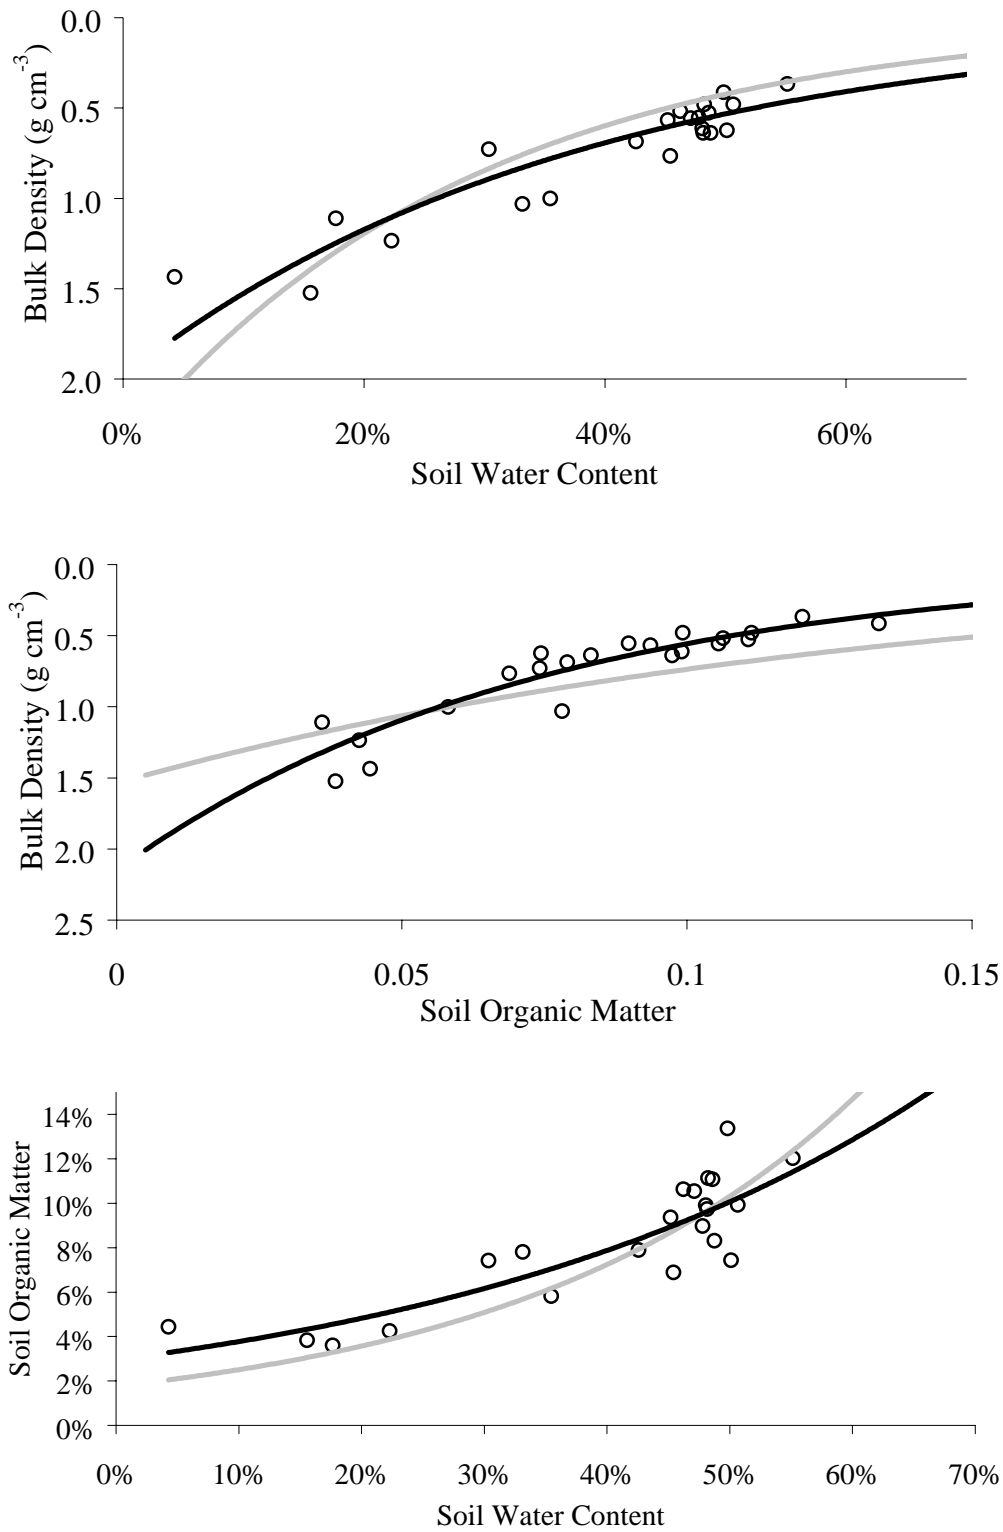 0.0
0.5
1.0
1.5
2.0
Bulk Density (g cm-3)
0% 20% 40% 60%
Soil Water Content
0.0
0.5
1.0
1.5
2.0
2.5
Bulk Density (g cm-3)
0 0.05 0.1 0.15
Soil Organic Matter
14%
12%
10%
8%
6%
4%
2%
0%
Soil Organic Matter
0% 10% 20% 30% 40% 50% 60% 70%
Soil Water Content